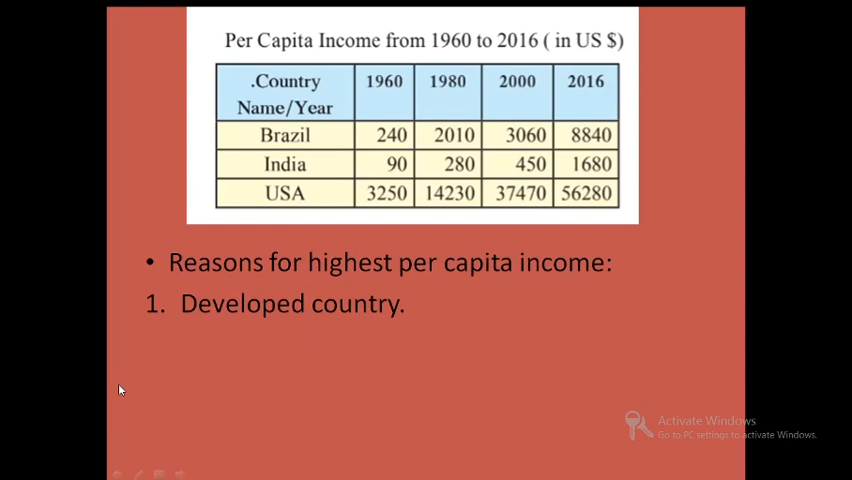 Per Capita Income from 1960 to 2016 ( in US $)
.Country Name/Year 1960 1980 2000 2016
Brazil 240 2010 3060 8840
India 90 280 450 1680
USA 3250 14230 37470 56280
• Reasons for highest per capita income:
1. Developed country.
Activate Windows
Go to PC settings to activate Windows.